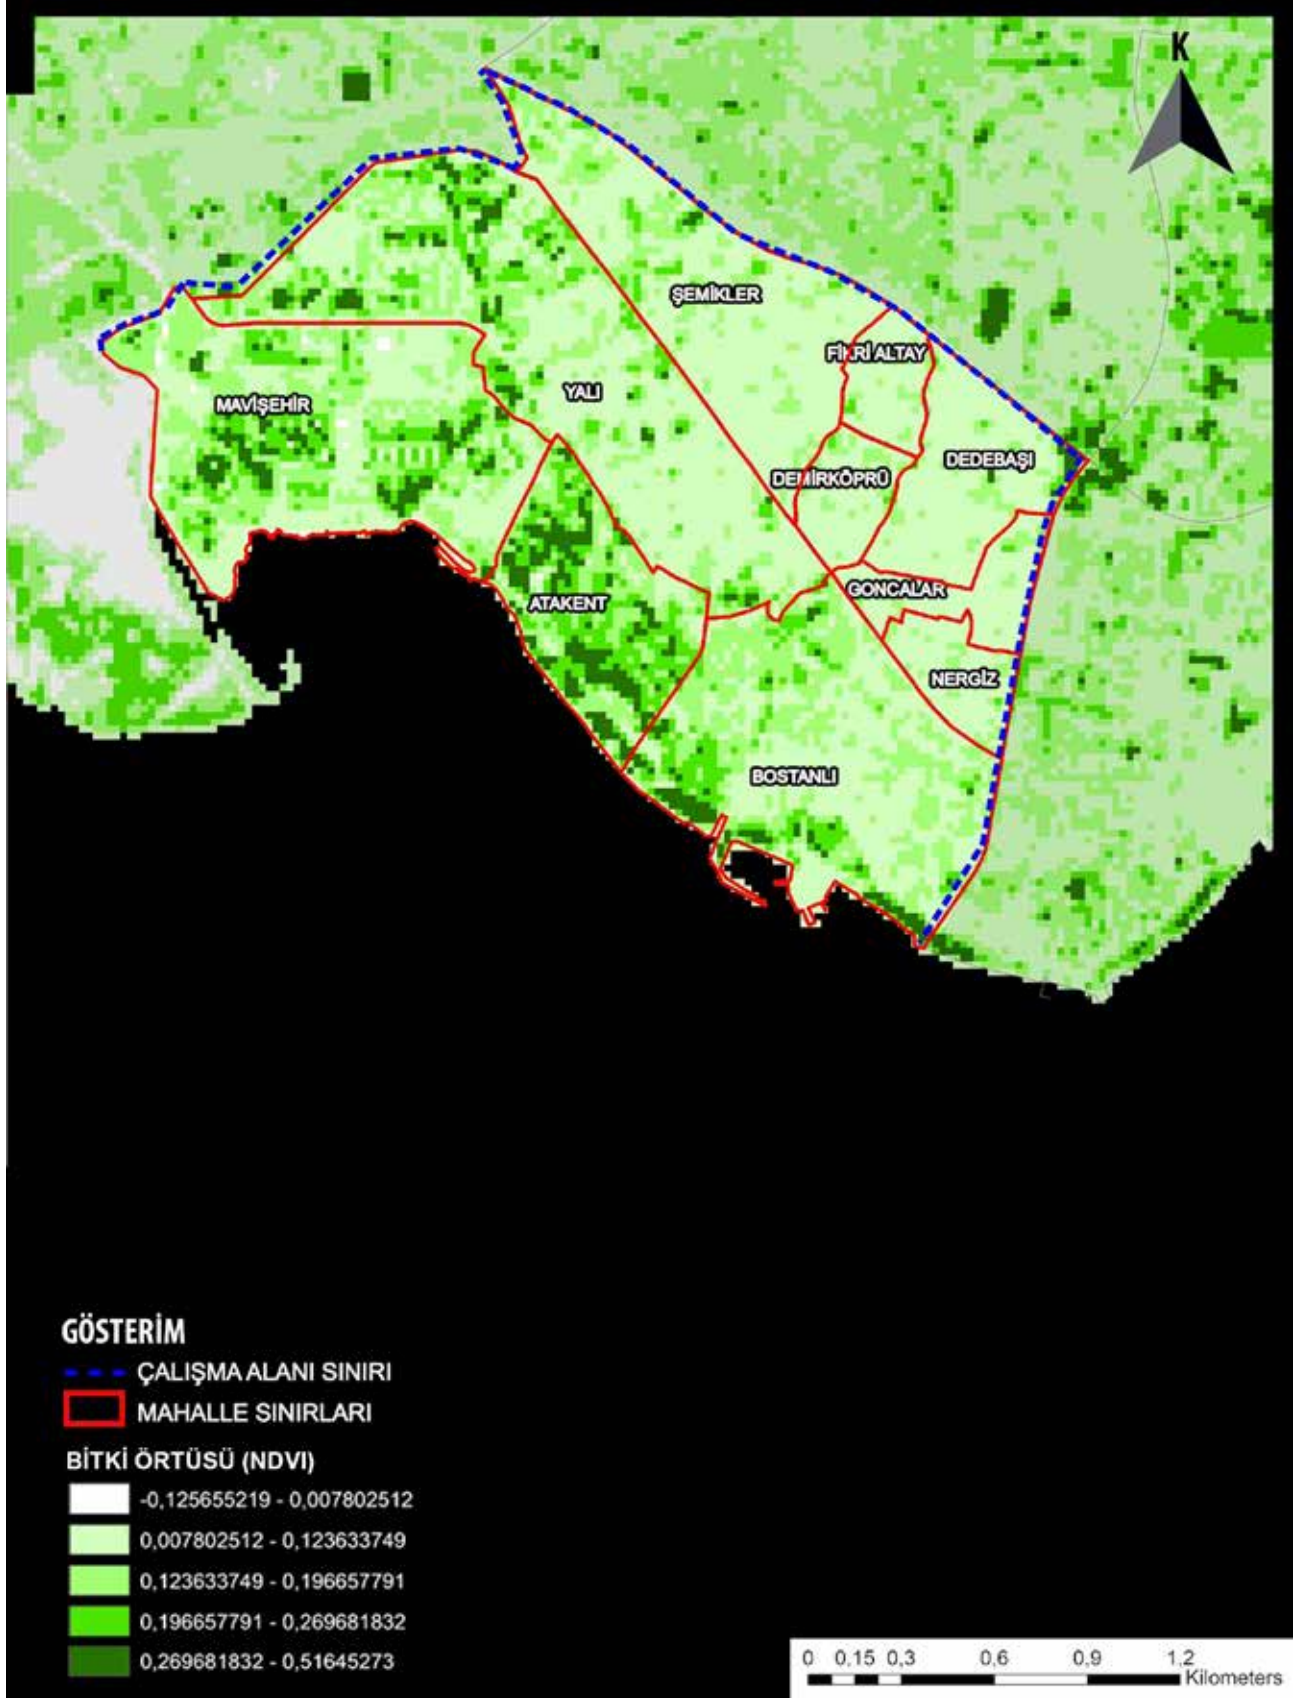 K
ŞEMİKLER
FİKRİ ALTAY
YALI
MAVİŞEHİR
DEDEBAŞI
DEMİRKÖPRÜ
GONCALAR
ATAKENT
NERGİZ
BOSTANLI
GÖSTERİM
ÇALIŞMA ALANI SINIRI
MAHALLE SINIRLARI
BİTKİ ÖRTÜSÜ (NDVI)
-0,125655219 - 0,007802512
0,007802512 - 0,123633749
0,123633749 - 0,196657791
0,196657791 - 0,269681832
0,269681832 - 0,51645273
0 0,15 0,3 0,6 0,9 1,2
Kilometers